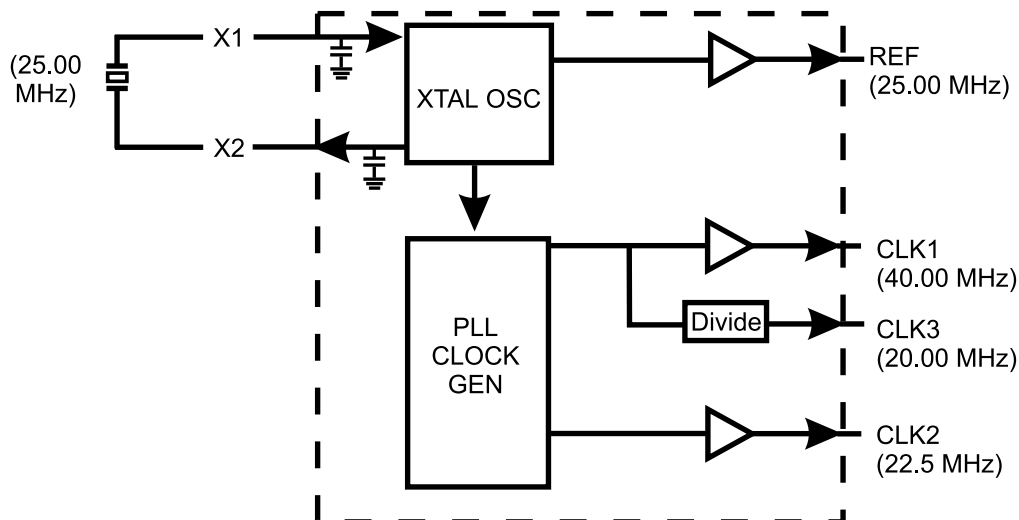 (25.00
MHz)
X1
X2
XTAL OSC
REF
(25.00 MHz)
PLL
CLOCK
GEN
Divide
CLK1
(40.00 MHz)
CLK3
(20.00 MHz)
CLK2
(22.5 MHz)